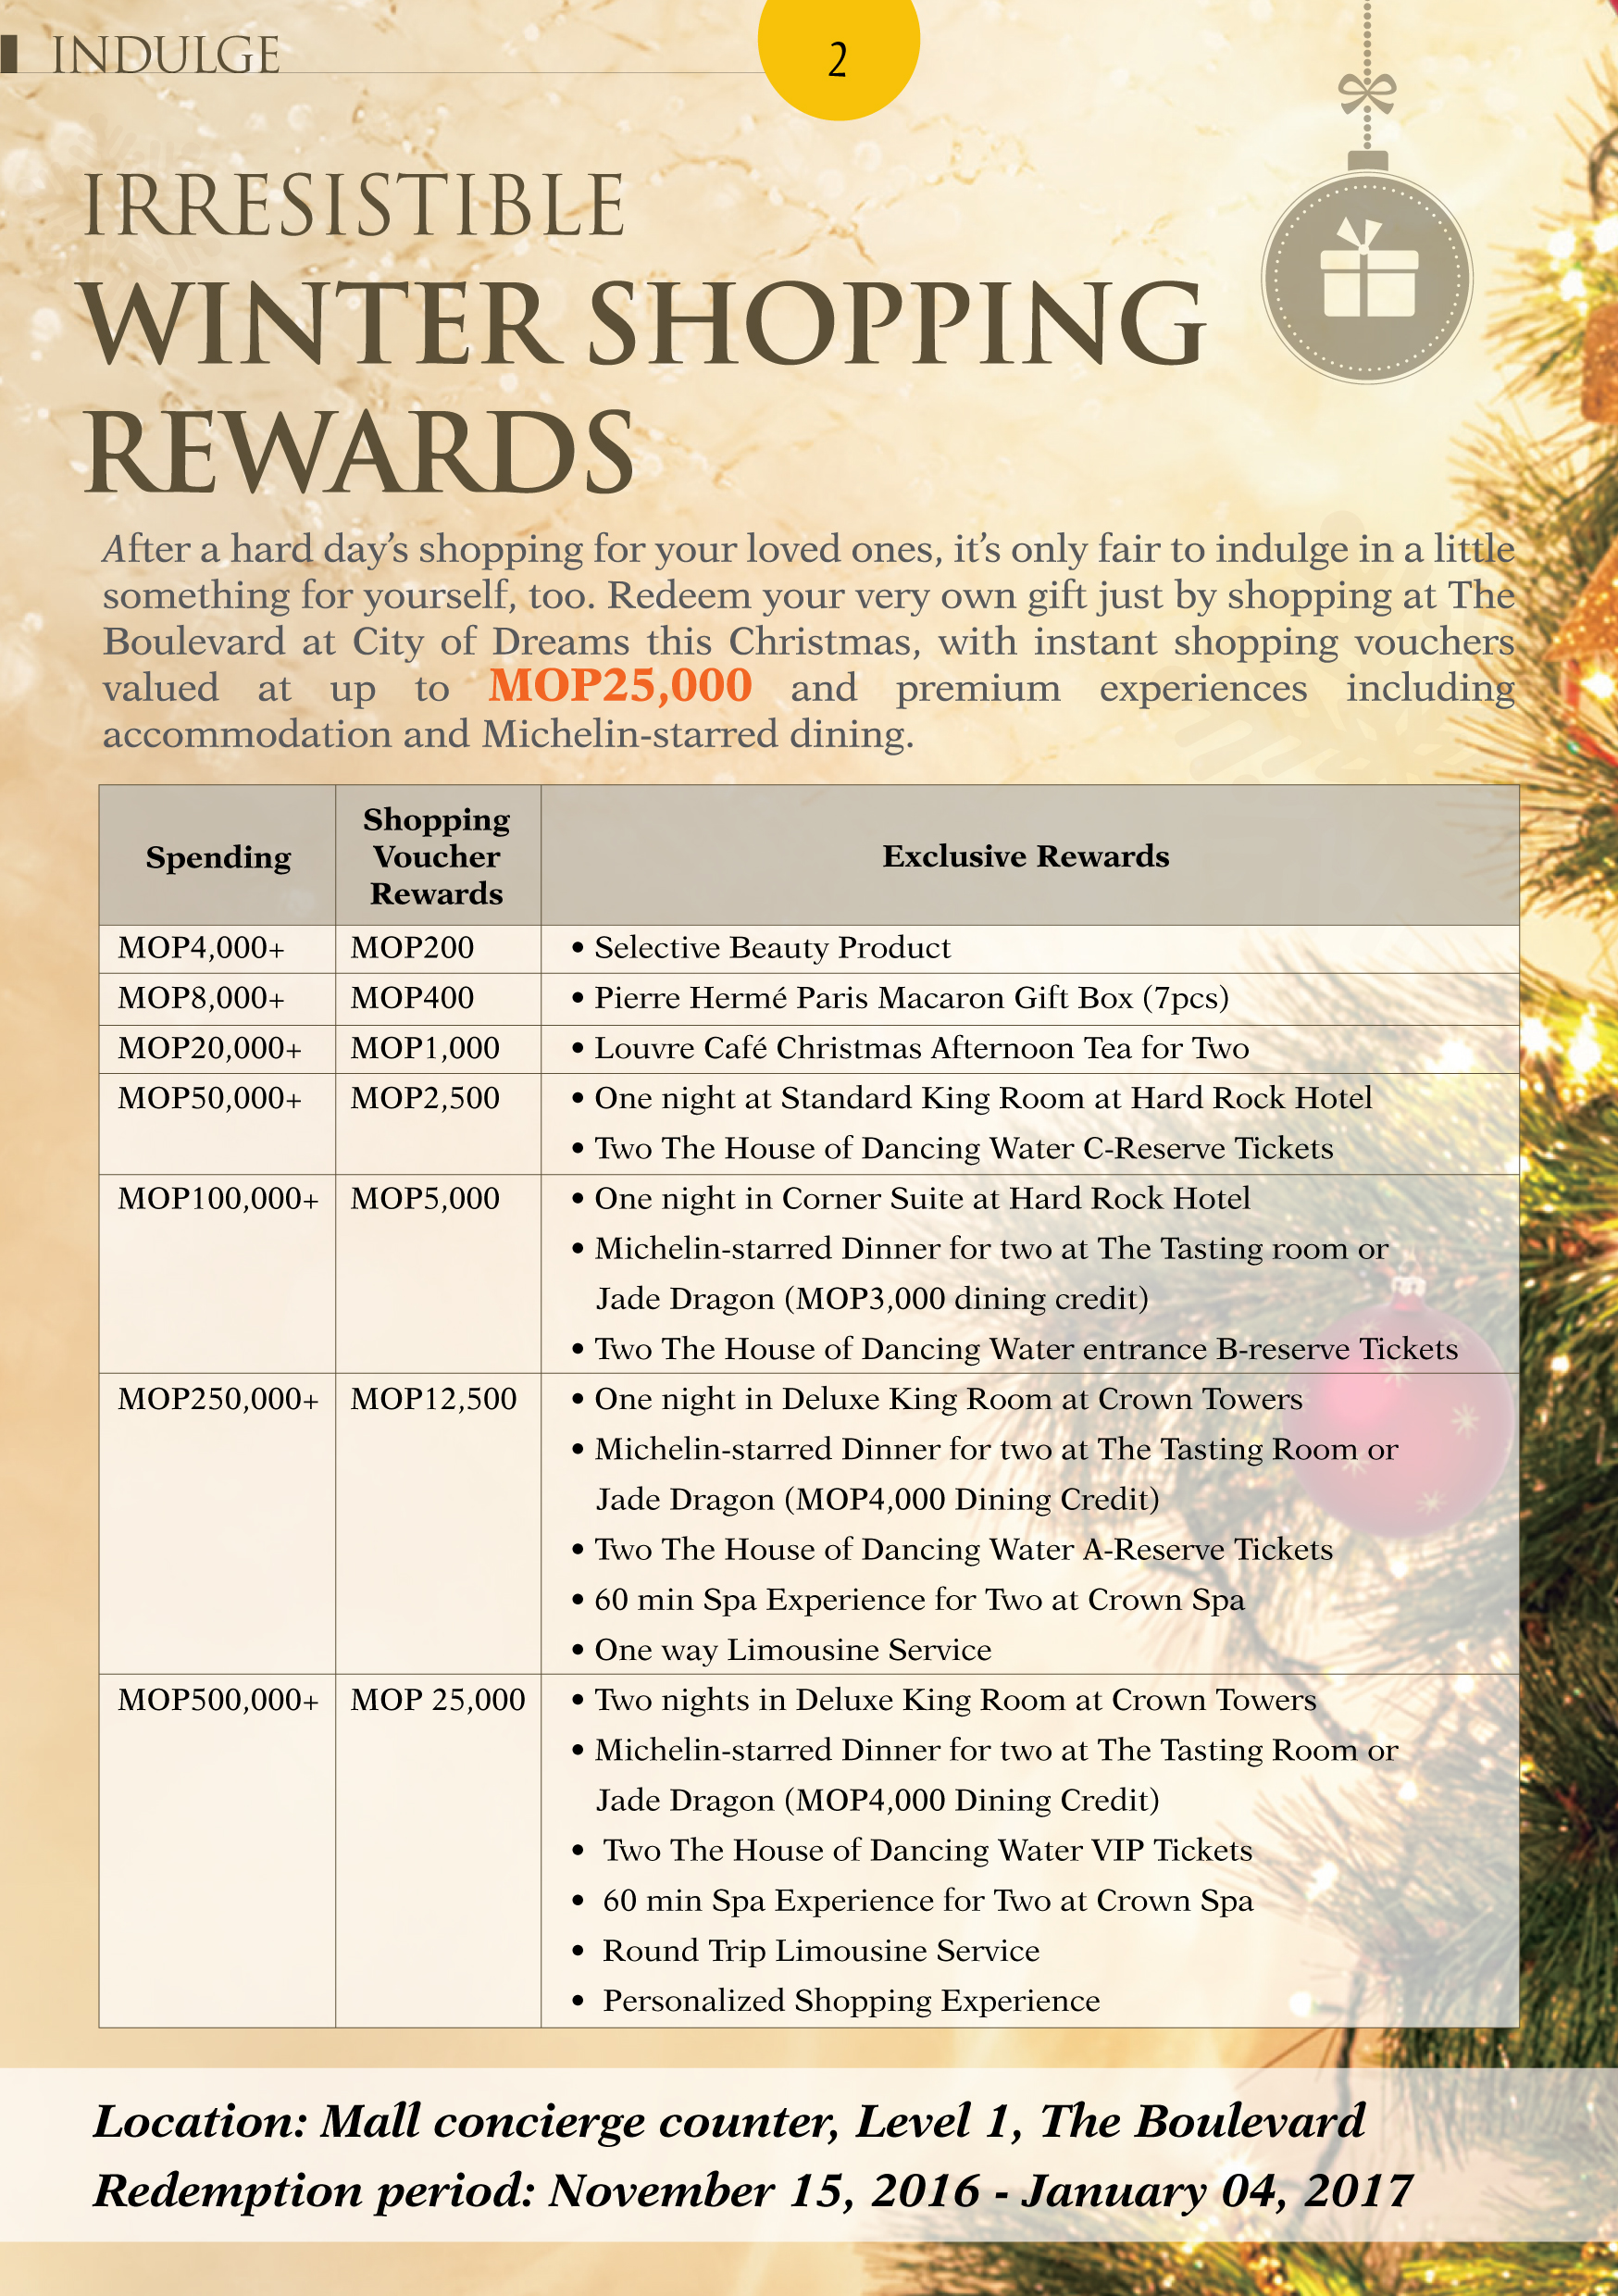 INDULGE
2
IRRESISTIBLE
WINTER SHOPPING
REWARDS
After a hard day’s shopping for your loved ones, it’s only fair to indulge in a little
something for yourself, too. Redeem your very own gift just by shopping at The
Boulevard at City of Dreams this Christmas, with instant shopping vouchers
valued at up to MOP25,000 and premium experiences including
accommodation and Michelin-starred dining.
Spending
Shopping
Voucher
Rewards
Exclusive Rewards
MOP4,000+ MOP200 • Selective Beauty Product
MOP8,000+ MOP400 • Pierre Hermé Paris Macaron Gift Box (7pcs)
MOP20,000+ MOP1,000 • Louvre Café Christmas Afternoon Tea for Two
MOP50,000+ MOP2,500 • One night at Standard King Room at Hard Rock Hotel
• Two The House of Dancing Water C-Reserve Tickets
MOP100,000+ MOP5,000 • One night in Corner Suite at Hard Rock Hotel
• Michelin-starred Dinner for two at The Tasting room or
Jade Dragon (MOP3,000 dining credit)
• Two The House of Dancing Water entrance B-reserve Tickets
MOP250,000+ MOP12,500 • One night in Deluxe King Room at Crown Towers
• Michelin-starred Dinner for two at The Tasting Room or
Jade Dragon (MOP4,000 Dining Credit)
• Two The House of Dancing Water A-Reserve Tickets
• 60 min Spa Experience for Two at Crown Spa
• One way Limousine Service
MOP500,000+ MOP 25,000 • Two nights in Deluxe King Room at Crown Towers
• Michelin-starred Dinner for two at The Tasting Room or
Jade Dragon (MOP4,000 Dining Credit)
• Two The House of Dancing Water VIP Tickets
• 60 min Spa Experience for Two at Crown Spa
• Round Trip Limousine Service
• Personalized Shopping Experience
Location: Mall concierge counter, Level 1, The Boulevard
Redemption period: November 15, 2016 - January 04, 2017